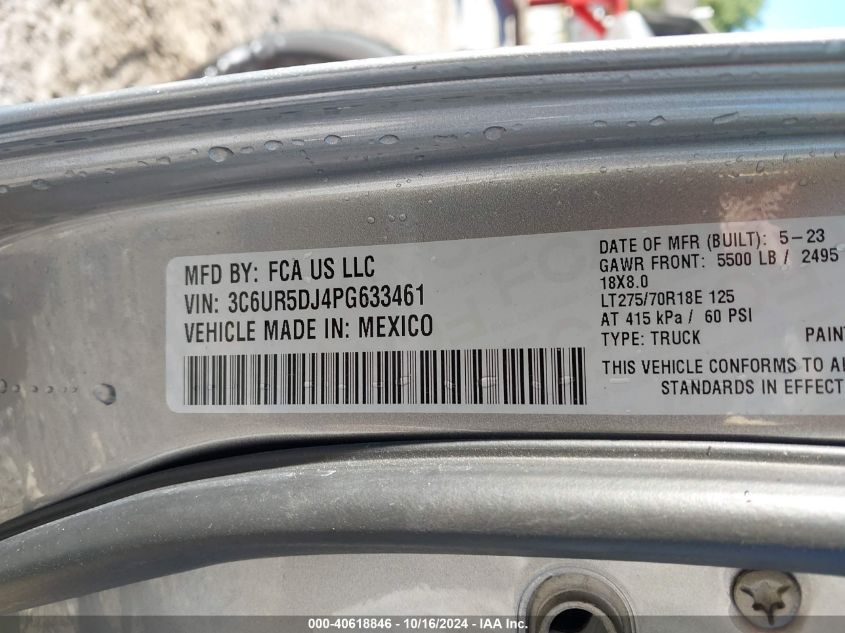 MFD BY: FCA US LLC
VIN: 3C6UR5DJ4PG633461
VEHICLE MADE IN: MEXICO
DATE OF MFR (BUILT): 5-23
GAWR FRONT: 5500 LB / 2495
18X8.0
LT275/70R18E 125
AT 415 kPa / 60 PSI
TYPE: TRUCK PAIN
THIS VEHICLE CONFORMS TO
STANDARDS IN EFFECT
000-40618846 - 10/16/2024 - IAA Inc.